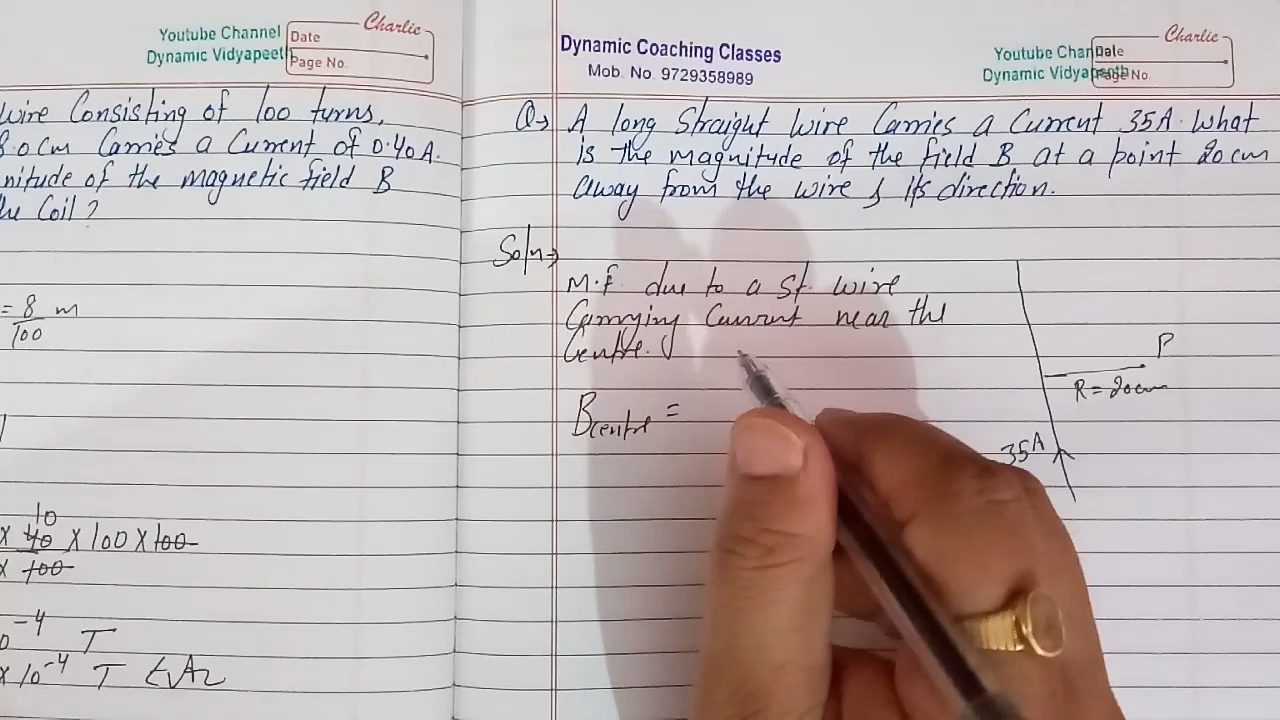 Youtube Channel
Dynamic Vidyapeeth
Charlie
Date
Page No.
wire Consisting of 100 turns,
8.0cm Carries a Current of 0.40A.
nitude of the magnetic field B
he Coil?
= 8/100 m
10
x 40 x 100 x 100
x 100
0⁻⁴ T
x 10⁻⁴ T
Dynamic Coaching Classes
Mob. No. 9729358989
Youtube Chan
Dynamic Vidyapeeth
Charlie
Date
Page No.
Q→ A long Straight wire Carries a Current 35A. What
is the magnitude of the field B at a point 20cm
away from the wire & its direction.
Soln→
M.F due to a St. wire
Carrying Current near the
Centre.
P
R = 20cm
Bcentre =
35A